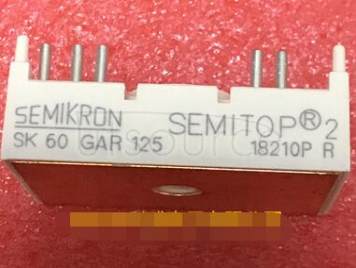 SEMIKRON SEMITOP® 2
SK 60 GAR 125 18210P R